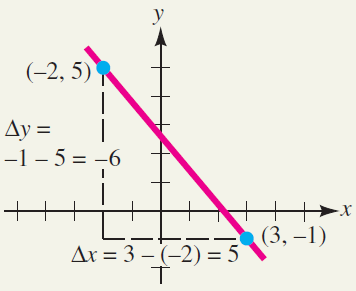 y
(–2, 5)
Δy =
–1 – 5 = –6
x
(3, –1)
Δx = 3 – (–2) = 5